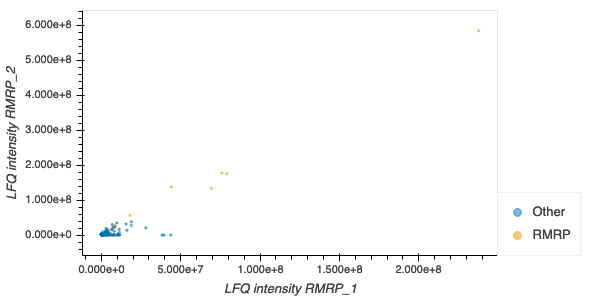 6.000e+8
5.000e+8
4.000e+8
3.000e+8
2.000e+8
1.000e+8
0.000e+0
LFQ intensity RMRP_2
0.000e+0 5.000e+7 1.000e+8 1.500e+8 2.000e+8
LFQ intensity RMRP_1
Other
RMRP